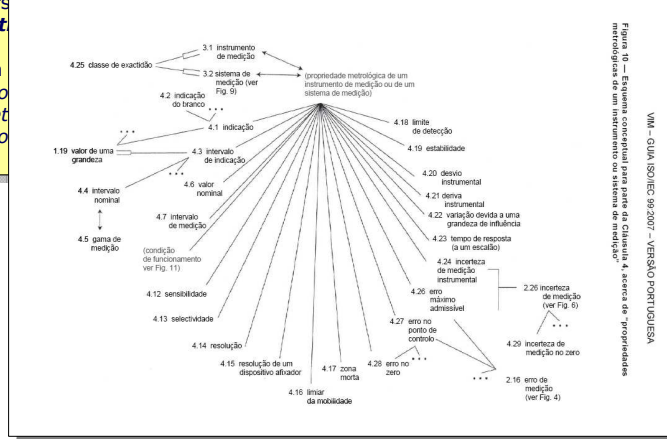 3.1 instrumento
de medição
4.25 classe de exactidão
3.2 sistema de
medição (ver
Fig. 9)
(propriedade metrológica de um
instrumento de medição ou de um
sistema de medição)
4.2 indicação
do branco
4.1 indicação
1.19 valor de uma
grandeza
4.3 intervalo
de indicação
4.4 intervalo
nominal
4.6 valor
nominal
4.5 gama de
medição
4.7 intervalo
de medição
(condição
de funcionamento
ver Fig. 11)
4.12 sensibilidade
4.13 selectividade
4.14 resolução
4.15 resolução de um
dispositivo afixador
4.16 limiar
da mobilidade
4.17 zona
morta
4.28 erro no
zero
4.27 erro no
ponto de
controlo
4.26 erro
máximo
admissível
4.24 incerteza
de medição
instrumental
4.23 tempo de resposta
(a um escalão)
4.22 variação devida a uma
grandeza de influência
4.21 deriva
instrumental
4.20 desvio
instrumental
4.19 estabilidade
4.18 limite
de detecção
2.26 incerteza
de medição
(ver Fig. 6)
4.29 incerteza de
medição no zero
2.16 erro de
medição
(ver Fig. 4)
Figura 10 — Esquema conceptual para parte da Cláusula 4, acerca de “propriedades
metrológicas de um instrumento ou sistema de medição”
VIM – GUIA ISO/IEC 99:2007 – VERSÃO PORTUGUESA